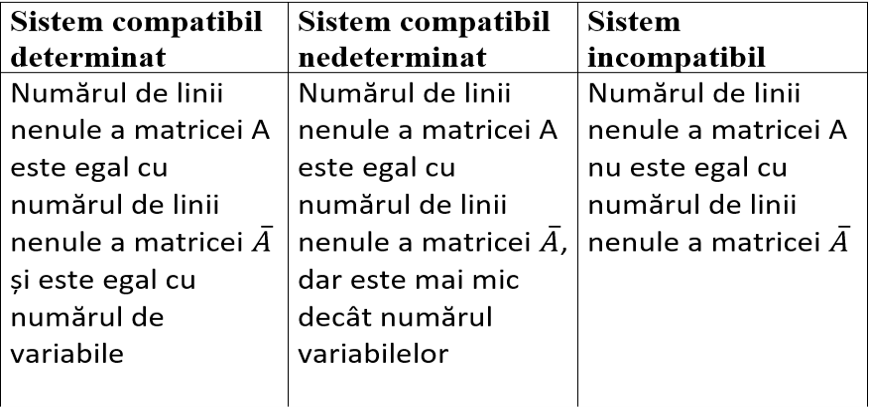 Sistem compatibil
determinat
Sistem compatibil
nedeterminat
Sistem
incompatibil
Numărul de linii
nenule a matricei A
este egal cu
numărul de linii
nenule a matricei Ā
și este egal cu
numărul de
variabile
Numărul de linii
nenule a matricei A
este egal cu
numărul de linii
nenule a matricei Ā,
dar este mai mic
decât numărul
variabilelor
Numărul de linii
nenule a matricei A
nu este egal cu
numărul de linii
nenule a matricei Ā